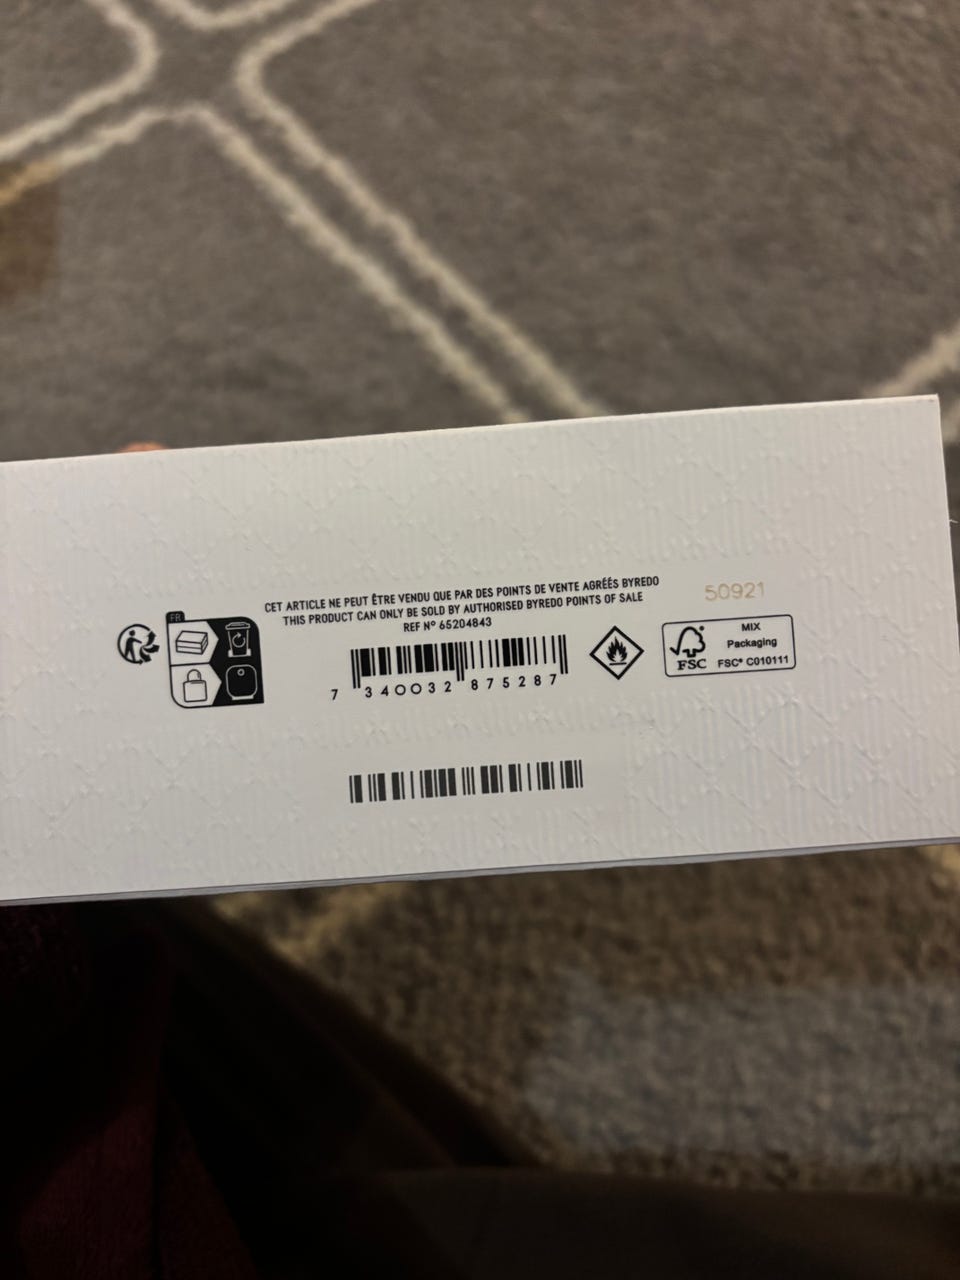 CET ARTICLE NE PEUT ÊTRE VENDU QUE PAR DES POINTS DE VENTE AGRÉÉS BYREDO
THIS PRODUCT CAN ONLY BE SOLD BY AUTHORISED BYREDO POINTS OF SALE
REF Nº 65204843
50921
FR
7 340032 875287
FSC
MIX
Packaging
FSC® C010111